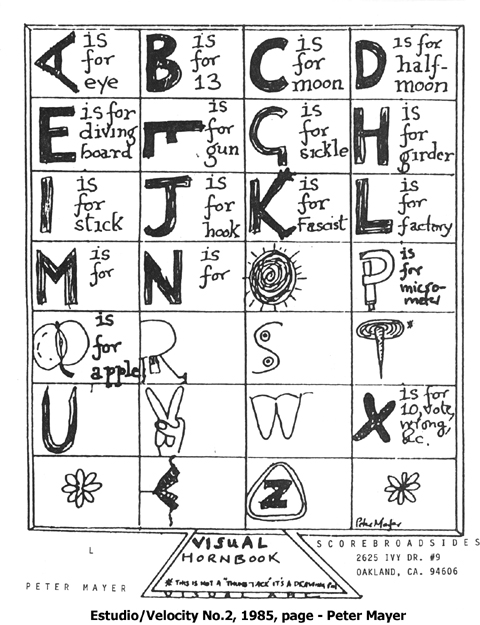 A is for eye
B is for 13
C is for moon
D is for half-moon
E is for diving board
F is for gun
G is for sickle
H is for girder
I is for stick
J is for hook
K is for Fascist
L is for factory
M is for
N is for
P is for micro-meter
Q is for apple
R
S
T*
U
V
W
X is for 10, vote, wrong, &c.
Z
Peter Mayer
VISUAL
HORNBOOK
* THIS IS NOT A "THUMB-TACK" IT'S A DRAWING PIN
VISUAL ABC
L
PETER MAYER
SCOREBROADSIDES
2625 IVY DR. #9
OAKLAND, CA. 94606
Estudio/Velocity No.2, 1985, page - Peter Mayer